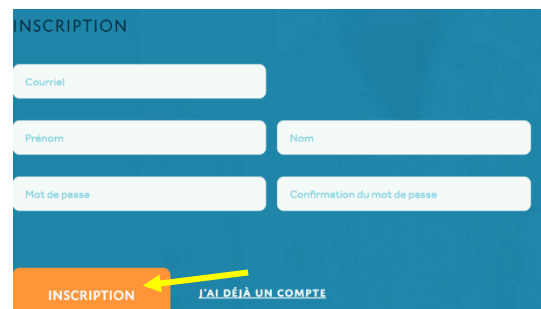 INSCRIPTION
Courriel
Prénom
Nom
Mot de passe
Confirmation du mot de passe
INSCRIPTION
J'AI DÉJÀ UN COMPTE